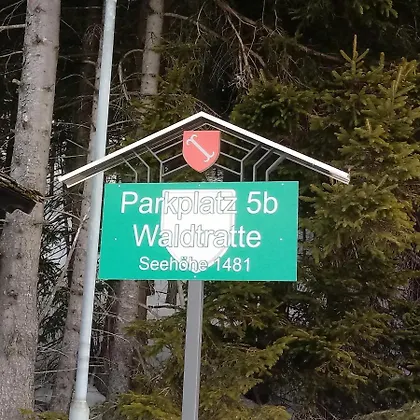 Parkplatz 5b
Waldtratte
Seehöhe 1481